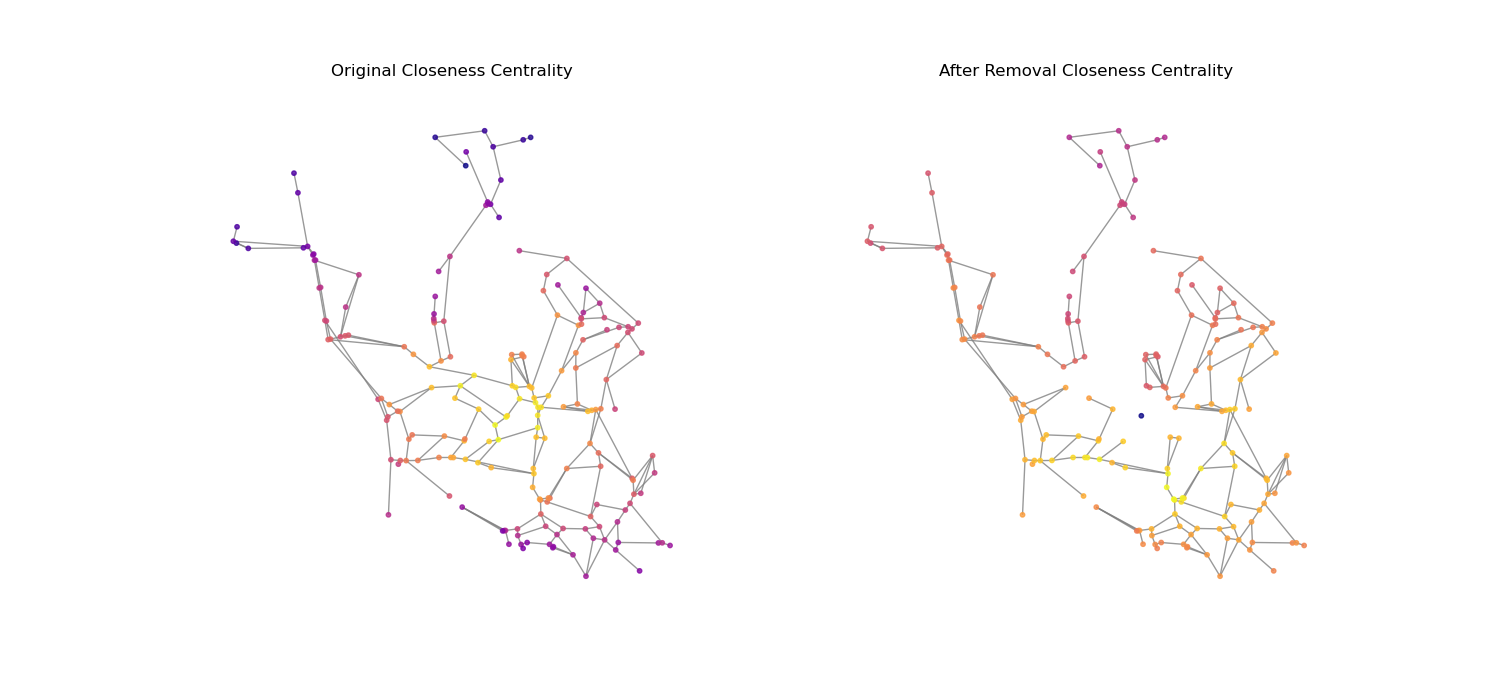 Original Closeness Centrality
After Removal Closeness Centrality